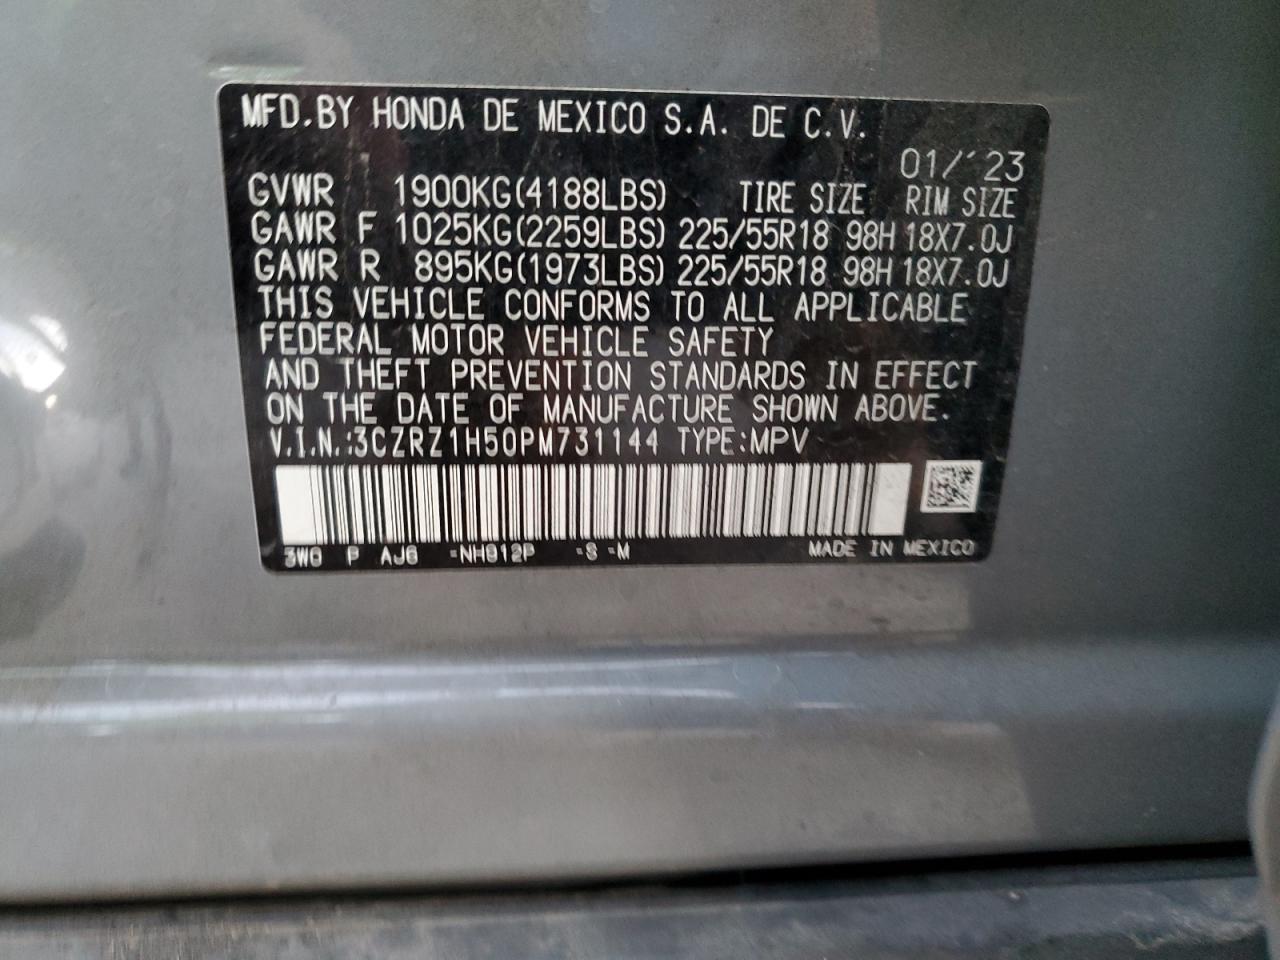 MFD.BY HONDA DE MEXICO S.A. DE C.V.
01/'23
GVWR 1900KG(4188LBS) TIRE SIZE RIM SIZE
GAWR F 1025KG(2259LBS) 225/55R18 98H 18X7.0J
GAWR R 895KG(1973LBS) 225/55R18 98H 18X7.0J
THIS VEHICLE CONFORMS TO ALL APPLICABLE
FEDERAL MOTOR VEHICLE SAFETY
AND THEFT PREVENTION STANDARDS IN EFFECT
ON THE DATE OF MANUFACTURE SHOWN ABOVE.
V.I.N.:3CZRZ1H50PM731144 TYPE:MPV
3W0 P AJ6 -NH912P -S -M MADE IN MEXICO